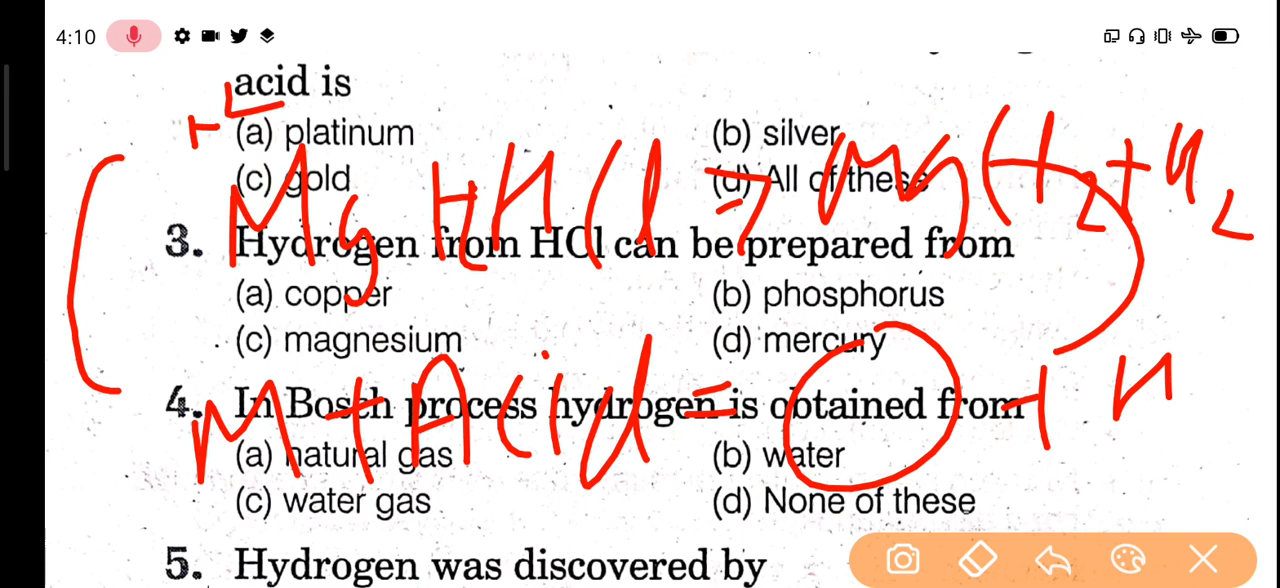 4:10
acid is
(a) platinum (b) silver
(c) gold (d) All of these
Mg + HCl => MgCl2 + H2
3. Hydrogen from HCl can be prepared from
(a) copper (b) phosphorus
(c) magnesium (d) mercury
M + Acid = + H
4. In Bosch process hydrogen is obtained from
(a) natural gas (b) water
(c) water gas (d) None of these
5. Hydrogen was discovered by